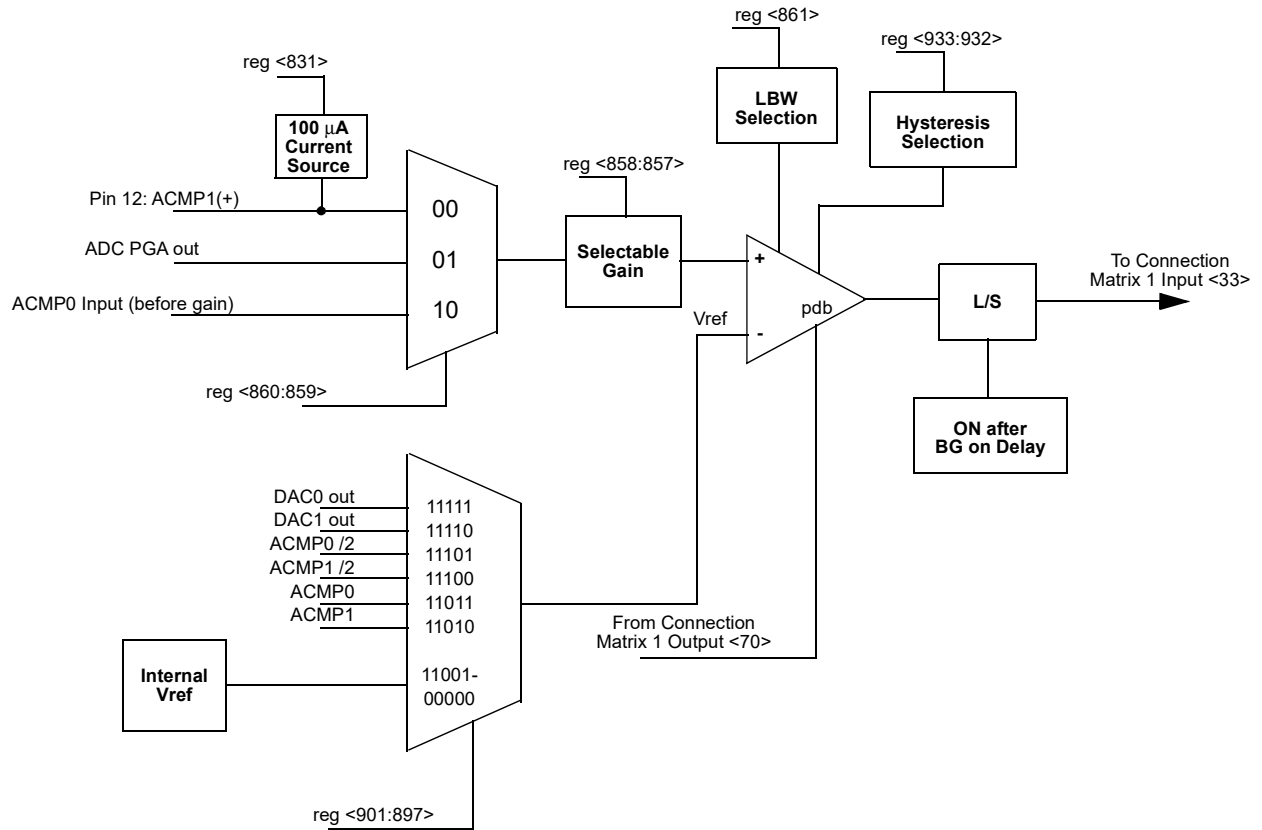 reg <861>
reg <933:932>
reg <831>
LBW
Selection
Hysteresis
Selection
100 μA
Current
Source
reg <858:857>
Pin 12: ACMP1(+)
00
ADC PGA out
01
Selectable
Gain
+
To Connection
Matrix 1 Input <33>
ACMP0 Input (before gain)
10
Vref
pdb
-
L/S
reg <860:859>
ON after
BG on Delay
DAC0 out
11111
DAC1 out
11110
ACMP0 /2
11101
ACMP1 /2
11100
ACMP0
11011
ACMP1
11010
From Connection
Matrix 1 Output <70>
Internal
Vref
11001-
00000
reg <901:897>